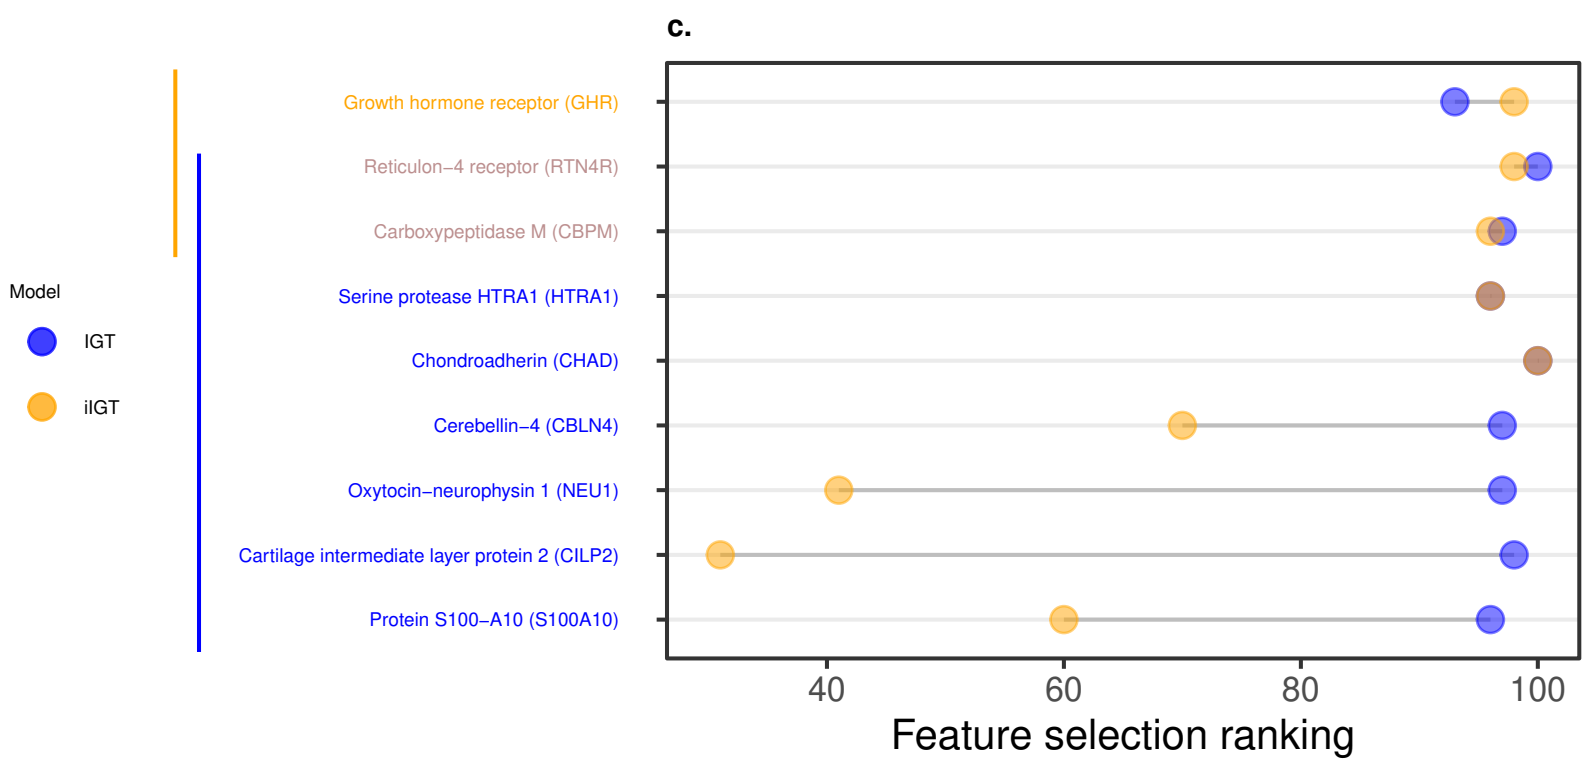 c.
Growth hormone receptor (GHR)
Reticulon−4 receptor (RTN4R)
Carboxypeptidase M (CBPM)
Serine protease HTRA1 (HTRA1)
Chondroadherin (CHAD)
Cerebellin−4 (CBLN4)
Oxytocin−neurophysin 1 (NEU1)
Cartilage intermediate layer protein 2 (CILP2)
Protein S100−A10 (S100A10)
Model
IGT
iIGT
40 60 80 100
Feature selection ranking